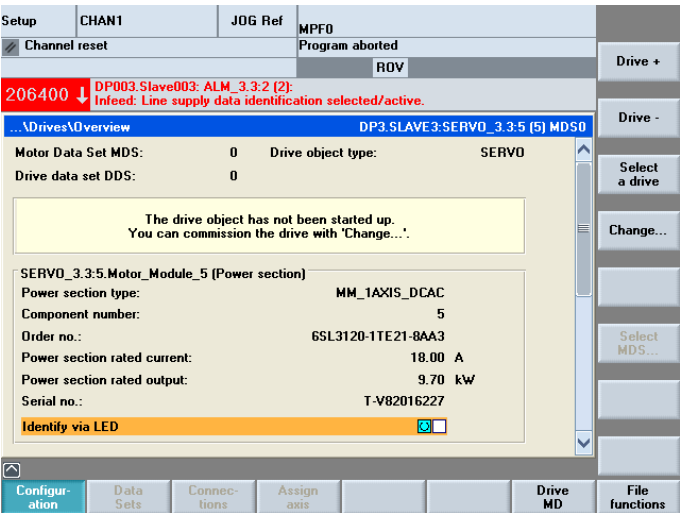 Setup CHAN1 JOG Ref MPF0
Channel reset Program aborted
ROV
206400 DP003.Slave003: ALM_3.3:2 (2):
Infeed: Line supply data identification selected/active.
...\Drives\Overview DP3.SLAVE3:SERVO_3.3:5 (5) MDS0
Motor Data Set MDS: 0 Drive object type: SERVO
Drive data set DDS: 0
The drive object has not been started up.
You can commission the drive with 'Change...'.
SERVO_3.3:5.Motor_Module_5 (Power section)
Power section type: MM_1AXIS_DCAC
Component number: 5
Order no.: 6SL3120-1TE21-8AA3
Power section rated current: 18.00 A
Power section rated output: 9.70 kW
Serial no.: T-V82016227
Identify via LED
Drive +
Drive -
Select
a drive
Change...
Select
MDS...
Configur-
ation
Data
Sets
Connec-
tions
Assign
axis
Drive
MD
File
functions